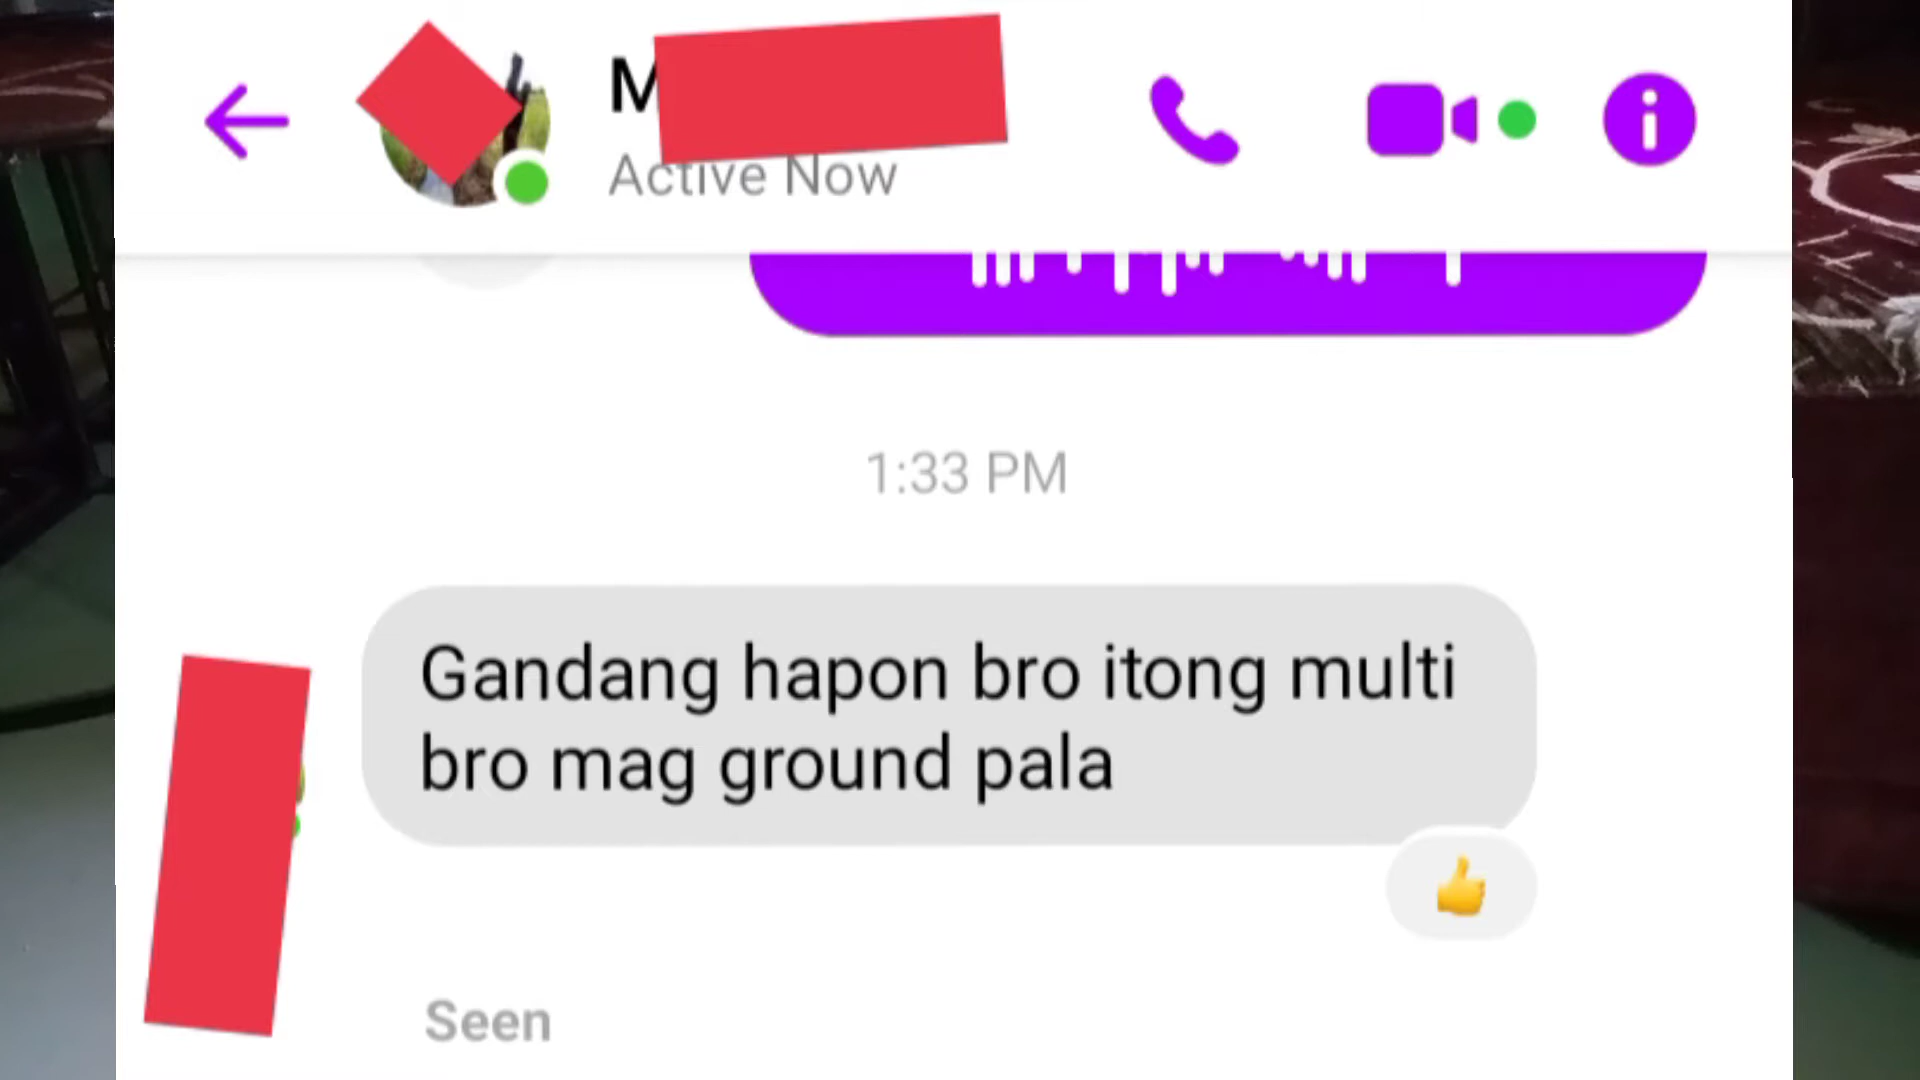 M
Active Now
1:33 PM
Gandang hapon bro itong multi
bro mag ground pala
Seen